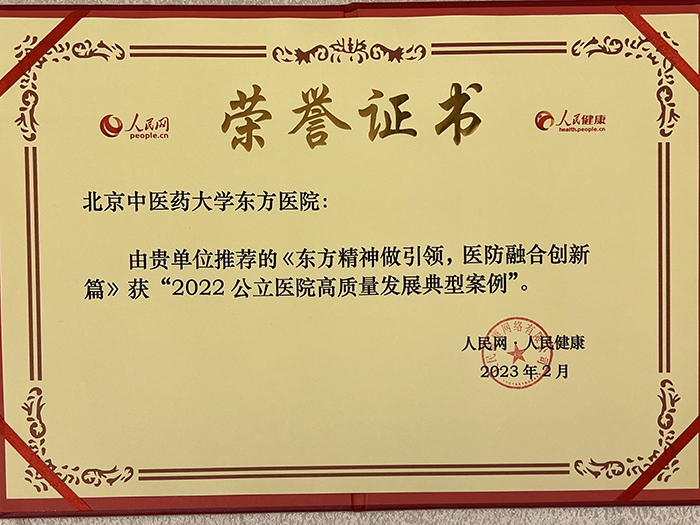 人民网
people.cn
荣誉证书
人民健康
health.people.cn
北京中医药大学东方医院：
由贵单位推荐的《东方精神做引领，医防融合创新
篇》获“2022公立医院高质量发展典型案例”。
人民网·人民健康
2023年2月